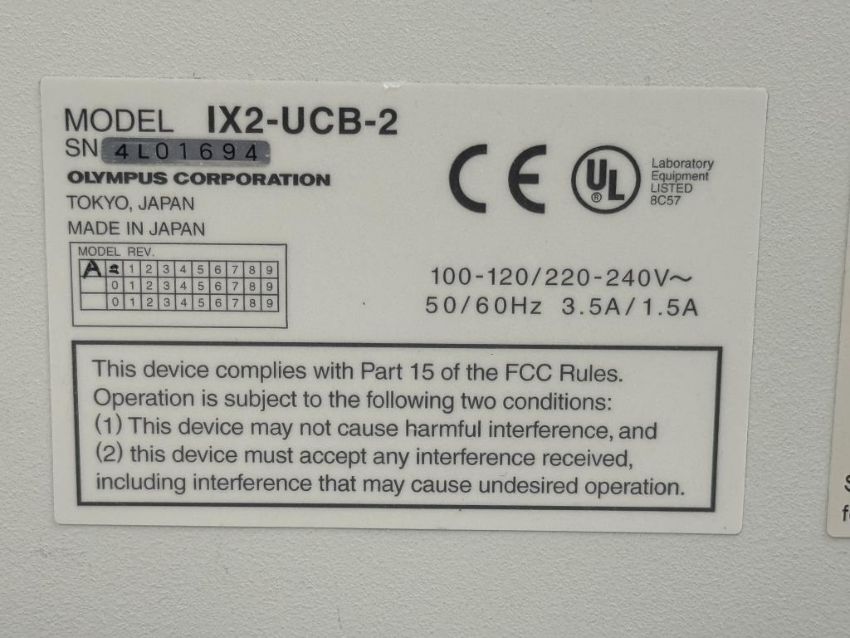 MODEL IX2-UCB-2
SN 4L01694
OLYMPUS CORPORATION
TOKYO, JAPAN
MADE IN JAPAN
MODEL REV.
A 1 2 3 4 5 6 7 8 9
0 1 2 3 4 5 6 7 8 9
0 1 2 3 4 5 6 7 8 9
CE
UL
®
Laboratory
Equipment
LISTED
8C57
100-120/220-240V～
50/60Hz 3.5A/1.5A
This device complies with Part 15 of the FCC Rules.
Operation is subject to the following two conditions:
(1) This device may not cause harmful interference, and
(2) this device must accept any interference received,
including interference that may cause undesired operation.